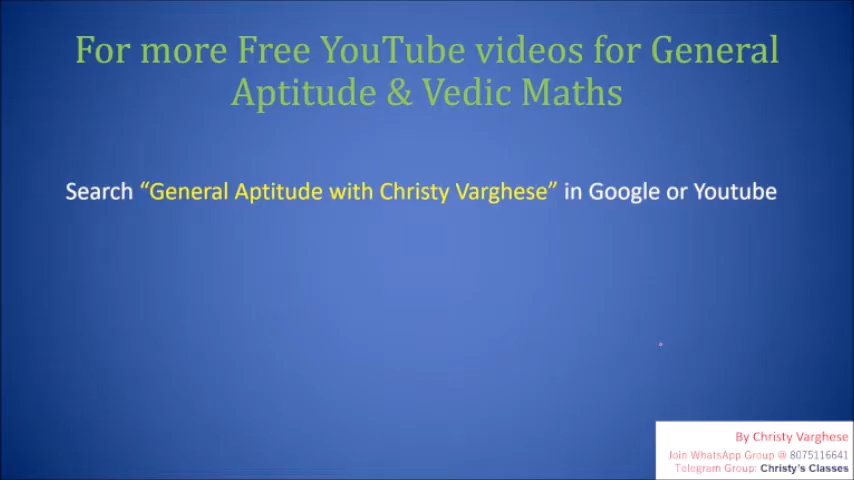 For more Free YouTube videos for General
Aptitude & Vedic Maths
Search “General Aptitude with Christy Varghese” in Google or Youtube
By Christy Varghese
Join WhatsApp Group @ 8075116641
Telegram Group: Christy's Classes